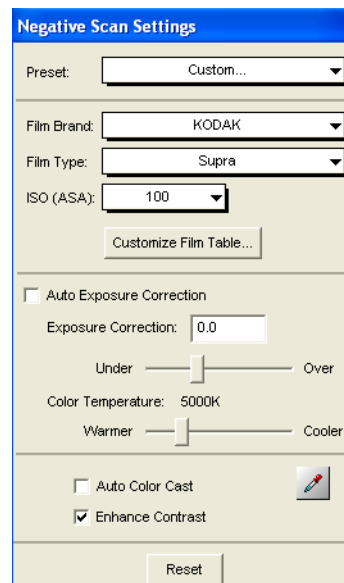 Negative Scan Settings
Preset: Custom...
Film Brand: KODAK
Film Type: Supra
ISO (ASA): 100
Customize Film Table...
Auto Exposure Correction
Exposure Correction: 0.0
Under Over
Color Temperature: 5000K
Warmer Cooler
Auto Color Cast
Enhance Contrast
Reset